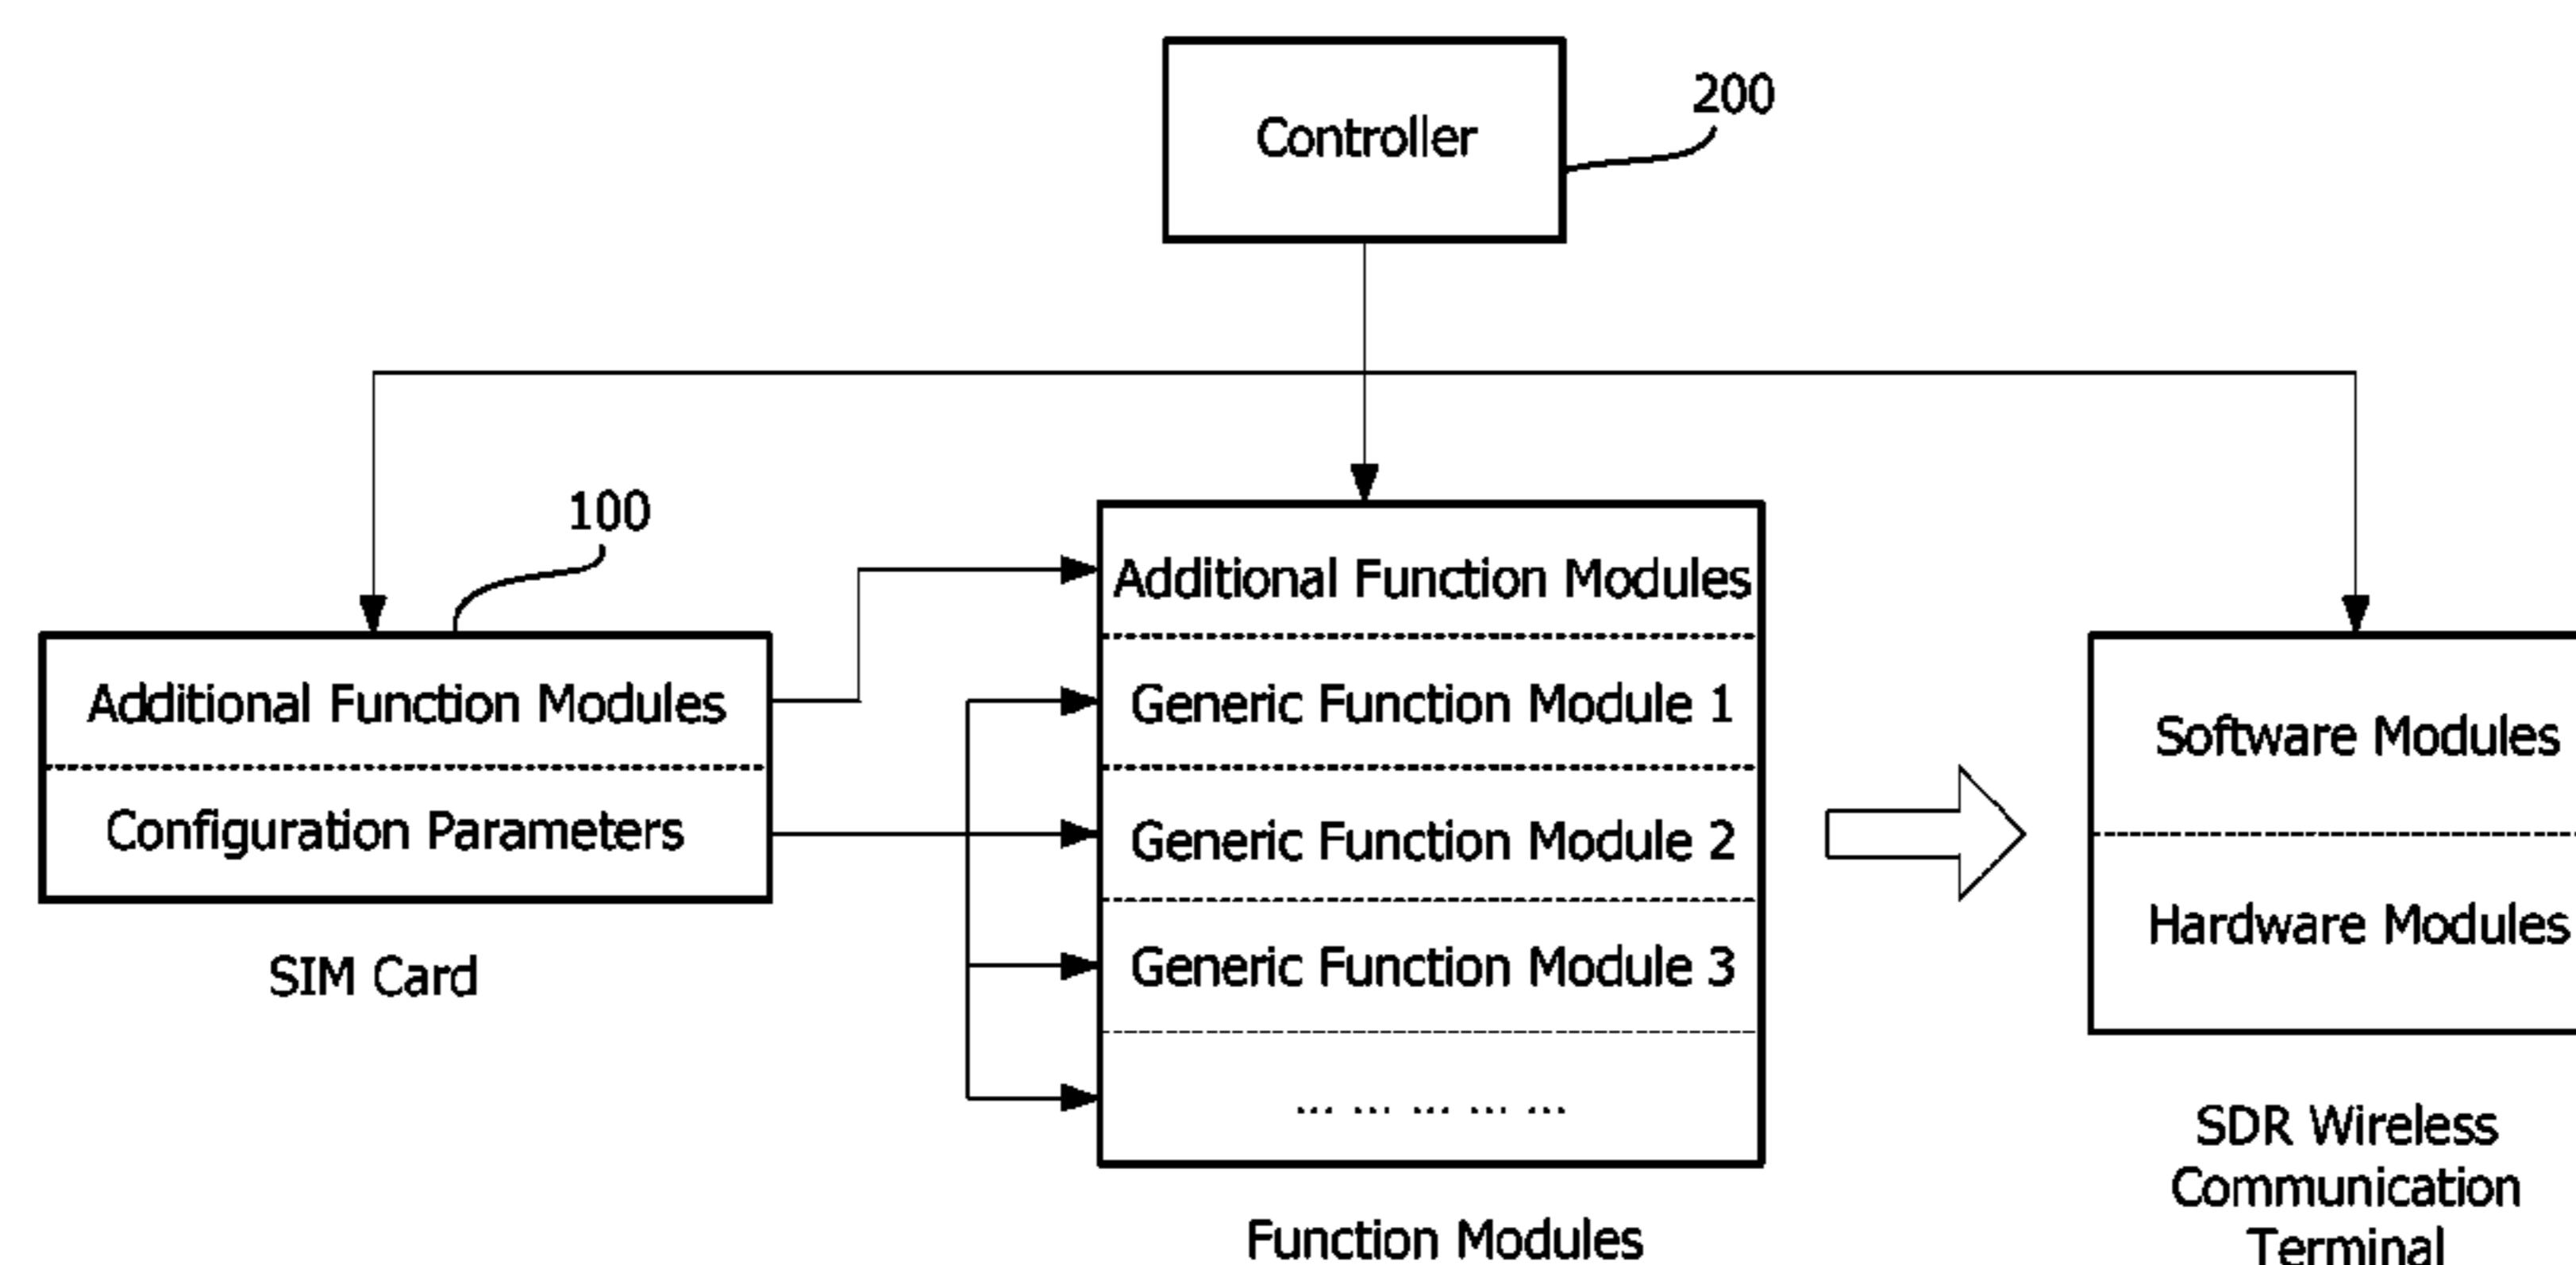 Controller
200
100
Additional Function Modules
Configuration Parameters
SIM Card
Additional Function Modules
Generic Function Module 1
Generic Function Module 2
Generic Function Module 3
... ... ... ... ...
Function Modules
Software Modules
Hardware Modules
SDR Wireless
Communication
Terminal